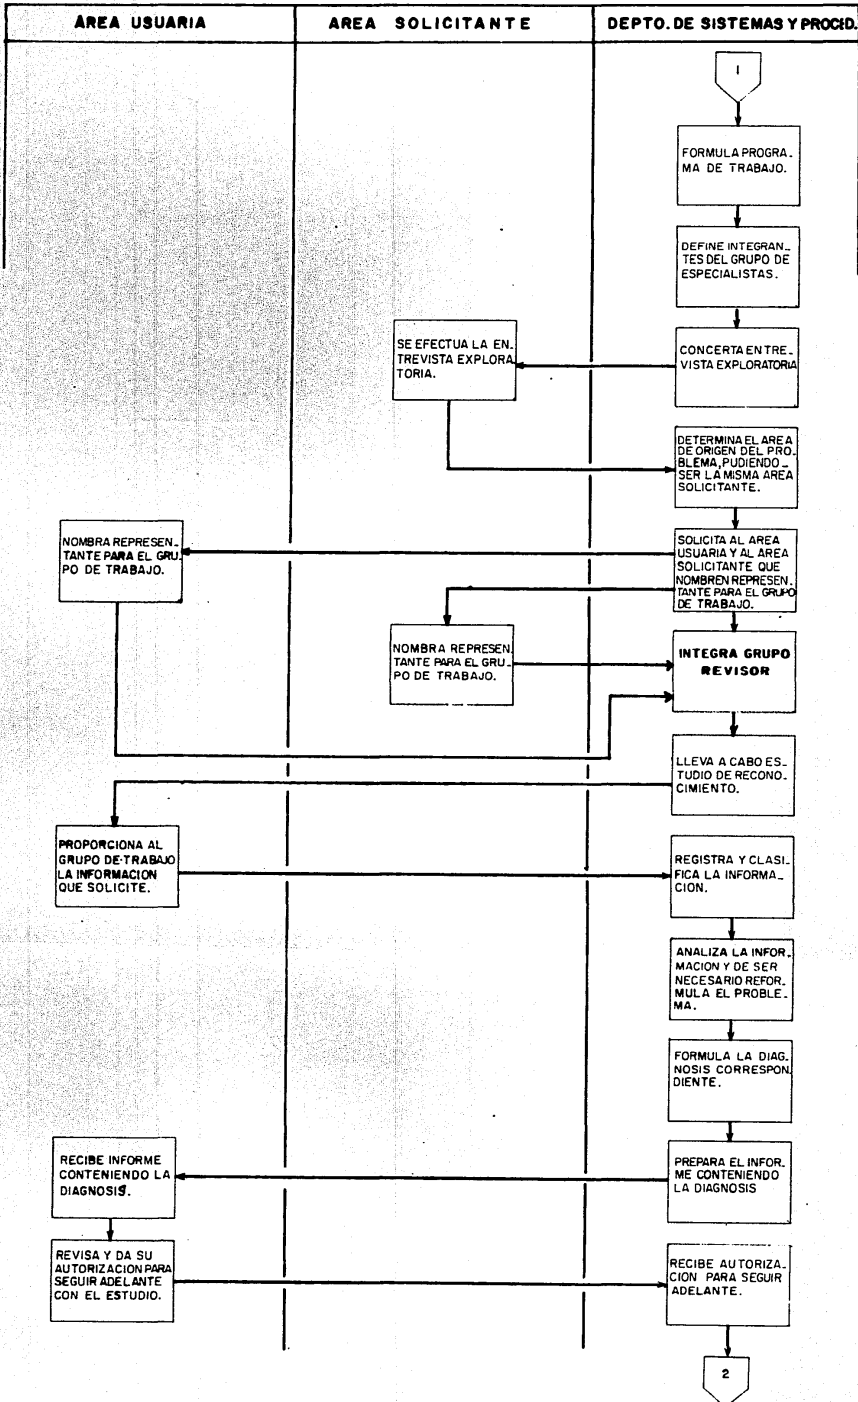 AREA USUARIA
AREA SOLICITANTE
DEPTO. DE SISTEMAS Y PROCED.
1
FORMULA PROGRA_
MA DE TRABAJO.
DEFINE INTEGRAN_
TES DEL GRUPO DE
ESPECIALISTAS.
SE EFECTUA LA EN_
TREVISTA EXPLORA
TORIA.
CONCERTA ENTRE_
VISTA EXPLORATORIA
DETERMINA EL AREA
DE ORIGEN DEL PRO_
BLEMA, PUDIENDO_
SER LA MISMA AREA
SOLICITANTE.
NOMBRA REPRESEN_
TANTE PARA EL GRU_
PO DE TRABAJO.
SOLICITA AL AREA
USUARIA Y AL AREA
SOLICITANTE QUE
NOMBREN REPRESEN_
TANTE PARA EL GRUPO
DE TRABAJO.
NOMBRA REPRESEN_
TANTE PARA EL GRU_
PO DE TRABAJO.
INTEGRA GRUPO
REVISOR
LLEVA A CABO ES_
TUDIO DE RECONO_
CIMIENTO.
PROPORCIONA AL
GRUPO DE-TRABAJO
LA INFORMACION
QUE SOLICITE.
REGISTRA Y CLASI_
FICA LA INFORMA_
CION.
ANALIZA LA INFOR_
MACION Y DE SER
NECESARIO REFOR_
MULA EL PROBLE_
MA.
FORMULA LA DIAG_
NOSIS CORRESPON_
DIENTE.
RECIBE INFORME
CONTENIENDO LA
DIAGNOSIS.
PREPARA EL INFOR_
ME CONTENIENDO
LA DIAGNOSIS
REVISA Y DA SU
AUTORIZACION PARA
SEGUIR ADELANTE
CON EL ESTUDIO.
RECIBE AUTORIZA_
CION PARA SEGUIR
ADELANTE.
2